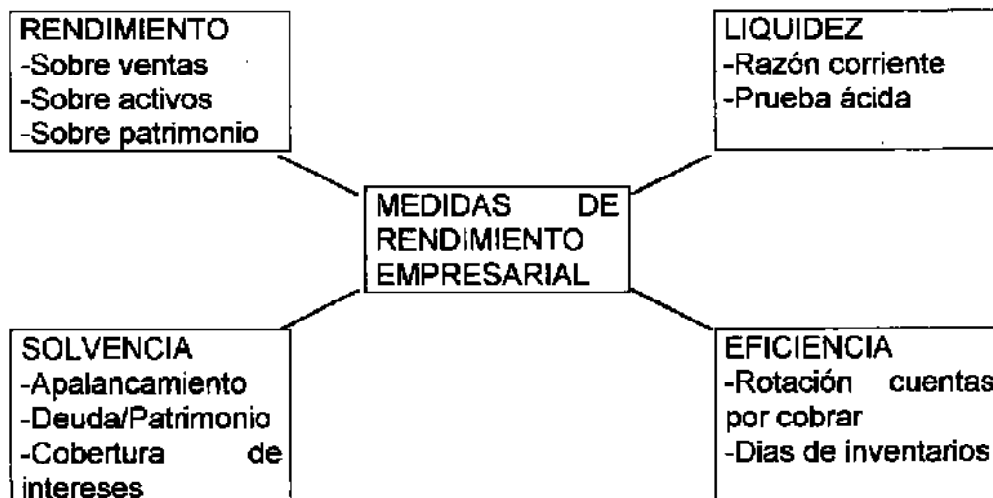 RENDIMIENTO
-Sobre ventas
-Sobre activos
-Sobre patrimonio
LIQUIDEZ
-Razón corriente
-Prueba ácida
MEDIDAS DE
RENDIMIENTO
EMPRESARIAL
SOLVENCIA
-Apalancamiento
-Deuda/Patrimonio
-Cobertura de
intereses
EFICIENCIA
-Rotación cuentas
por cobrar
-Dias de inventarios